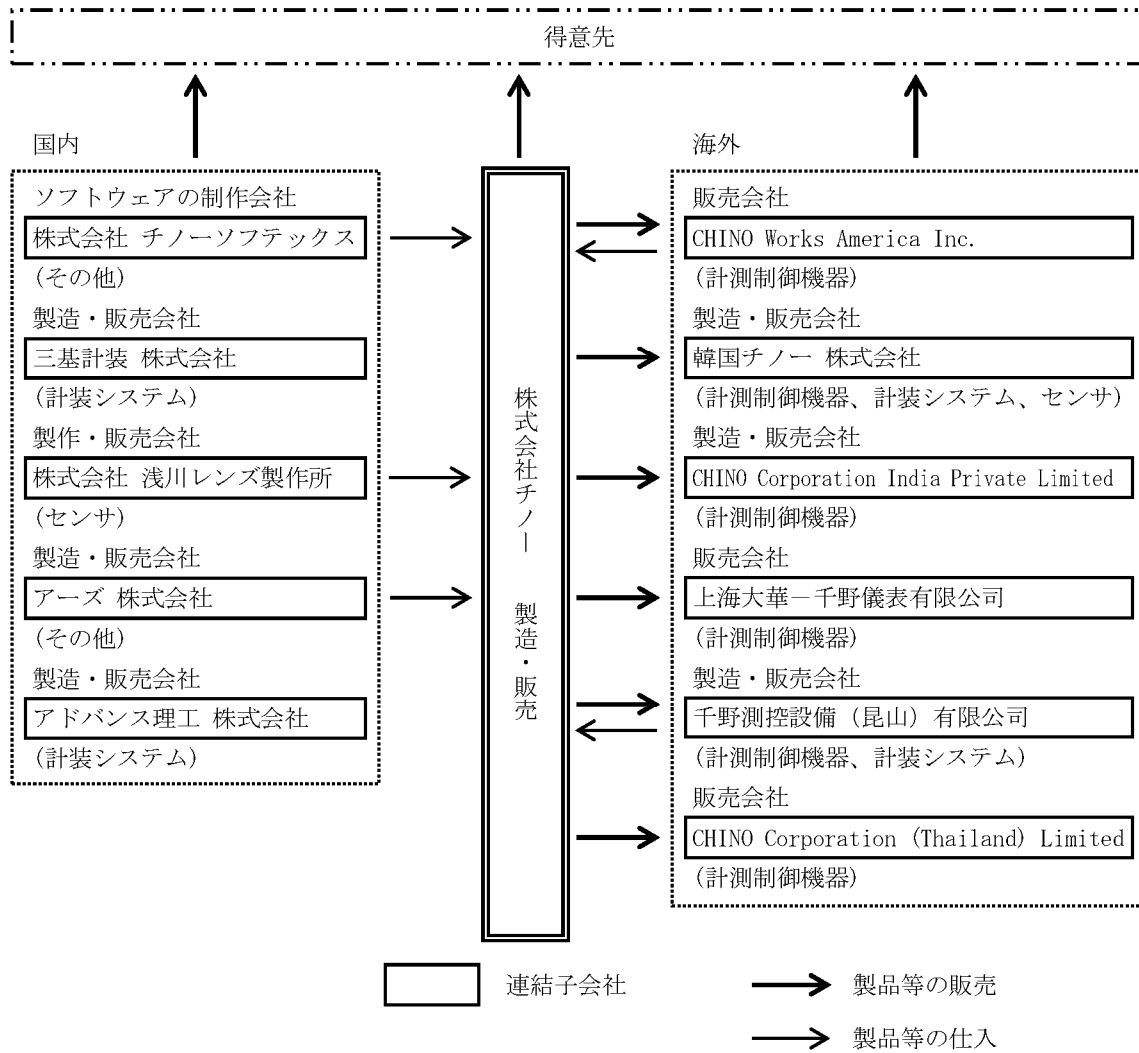 得意先
国内
ソフトウェアの制作会社
株式会社 チノーソフテックス
(その他)
製造・販売会社
三基計装 株式会社
(計装システム)
製作・販売会社
株式会社 浅川レンズ製作所
(センサ)
製造・販売会社
アーズ 株式会社
(その他)
製造・販売会社
アドバンス理工 株式会社
(計装システム)
株式会社チノー 製造・販売
海外
販売会社
CHINO Works America Inc.
(計測制御機器)
製造・販売会社
韓国チノー 株式会社
(計測制御機器、計装システム、センサ)
製造・販売会社
CHINO Corporation India Private Limited
(計測制御機器)
販売会社
上海大華－千野儀表有限公司
(計測制御機器)
製造・販売会社
千野測控設備（昆山）有限公司
(計測制御機器、計装システム)
販売会社
CHINO Corporation (Thailand) Limited
(計測制御機器)
連結子会社
製品等の販売
製品等の仕入